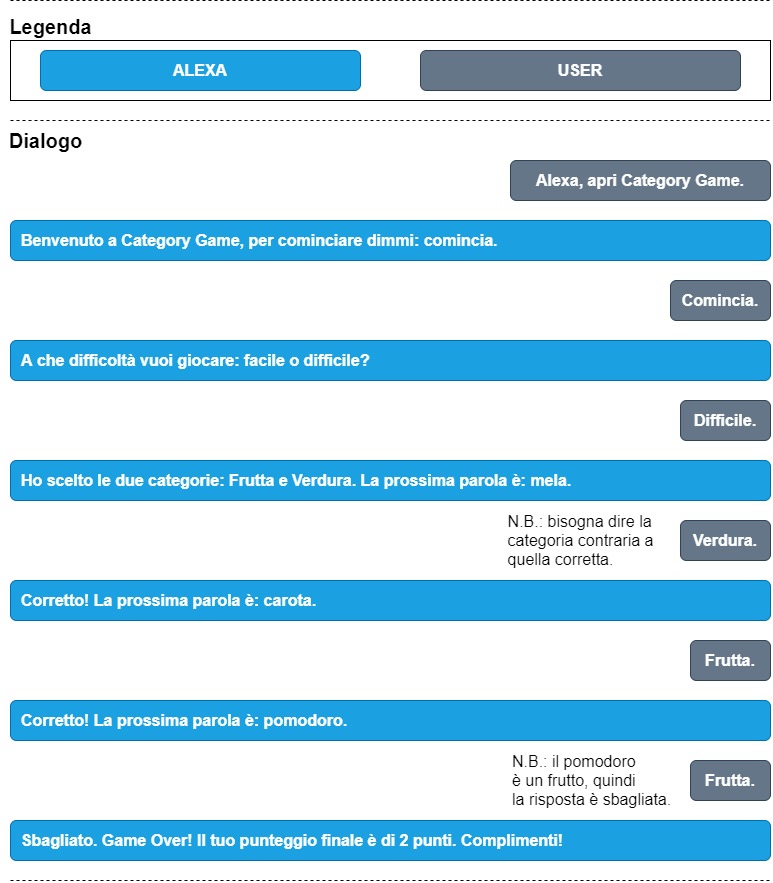 Legenda
ALEXA
USER
Dialogo
Alexa, apri Category Game.
Benvenuto a Category Game, per cominciare dimmi: comincia.
Comincia.
A che difficoltà vuoi giocare: facile o difficile?
Difficile.
Ho scelto le due categorie: Frutta e Verdura. La prossima parola è: mela.
N.B.: bisogna dire la
categoria contraria a
quella corretta.
Verdura.
Corretto! La prossima parola è: carota.
Frutta.
Corretto! La prossima parola è: pomodoro.
N.B.: il pomodoro
è un frutto, quindi
la risposta è sbagliata.
Frutta.
Sbagliato. Game Over! Il tuo punteggio finale è di 2 punti. Complimenti!